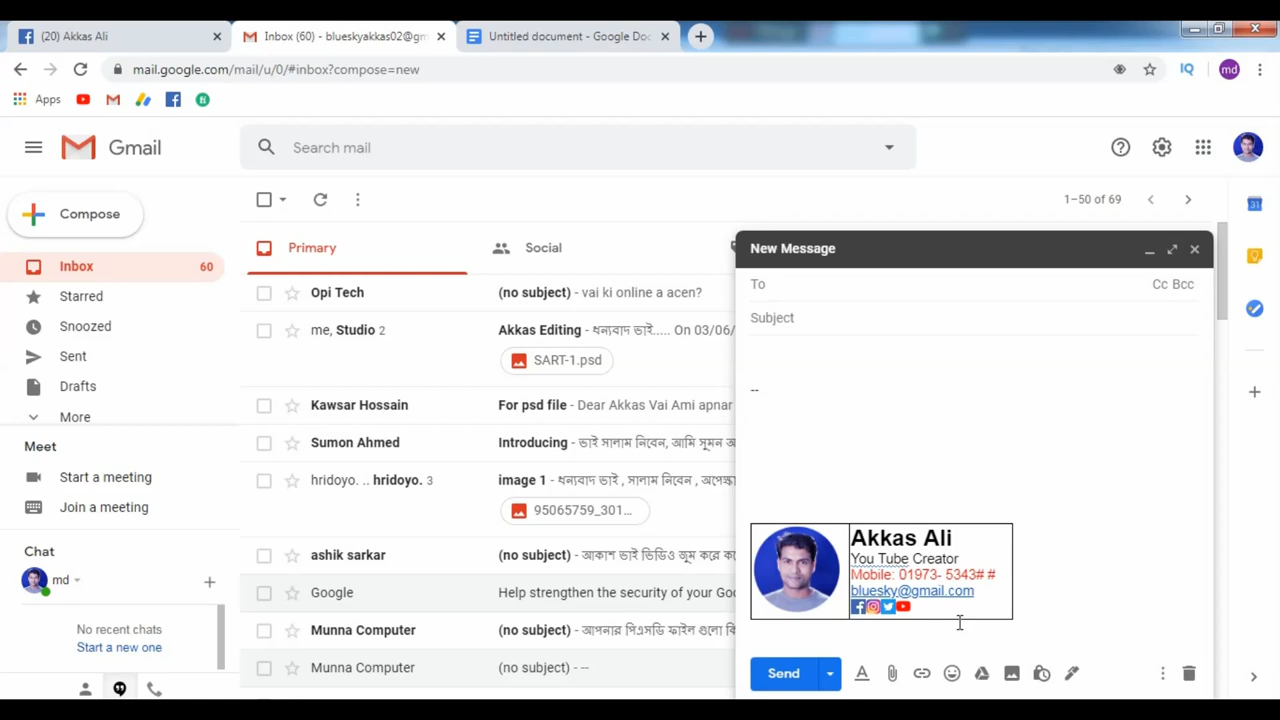 (20) Akkas Ali
Inbox (60) - blueskyakkas02@gm
Untitled document - Google Doc
mail.google.com/mail/u/0/#inbox?compose=new
IQ
md
Apps
Gmail
Search mail
Compose
1–50 of 69
Inbox 60
Starred
Snoozed
Sent
Drafts
More
Meet
Start a meeting
Join a meeting
Chat
md
No recent chats
Start a new one
Primary
Social
Opi Tech (no subject) - vai ki online a acen?
me, Studio 2 Akkas Editing - ধন্যবাদ ভাই..... On 03/06/
SART-1.psd
Kawsar Hossain For psd file - Dear Akkas Vai Ami apnar
Sumon Ahmed Introducing - ভাই সালাম নিবেন, আমি সুমন অ
hridoyo. .. hridoyo. 3 image 1 - ধন্যবাদ ভাই , সালাম নিবেন , অপেক্ষা
95065759_301...
ashik sarkar (no subject) - আকাশ ভাই ভিডিও জুম করে ক
Google Help strengthen the security of your Go
Munna Computer (no subject) - আপনার পিএসডি ফাইল গুলো কি
Munna Computer (no subject) - --
New Message
To Cc Bcc
Subject
--
Akkas Ali
You Tube Creator
Mobile: 01973- 5343# #
bluesky@gmail.com
Send
31